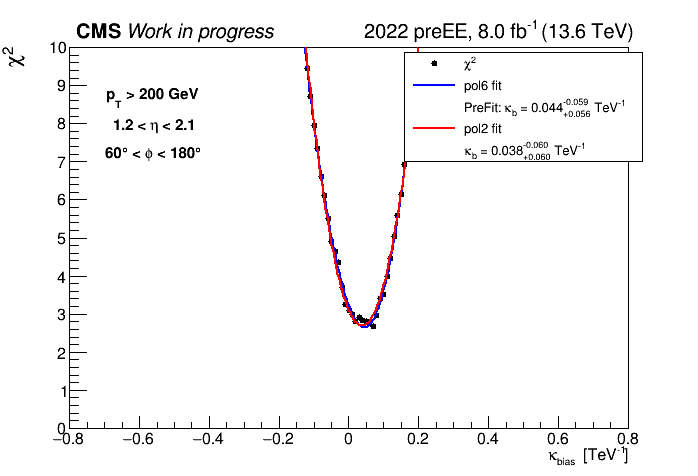 CMS Work in progress
2022 preEE, 8.0 fb⁻¹ (13.6 TeV)
χ²
10
9
8
7
6
5
4
3
2
1
0
p_T > 200 GeV
1.2 < η < 2.1
60° < ϕ < 180°
χ²
pol6 fit
PreFit: κ_b = 0.044 -0.059 +0.056 TeV⁻¹
pol2 fit
κ_b = 0.038 -0.060 +0.060 TeV⁻¹
−0.8 −0.6 −0.4 −0.2 0 0.2 0.4 0.6 0.8
κ_bias [TeV⁻¹]